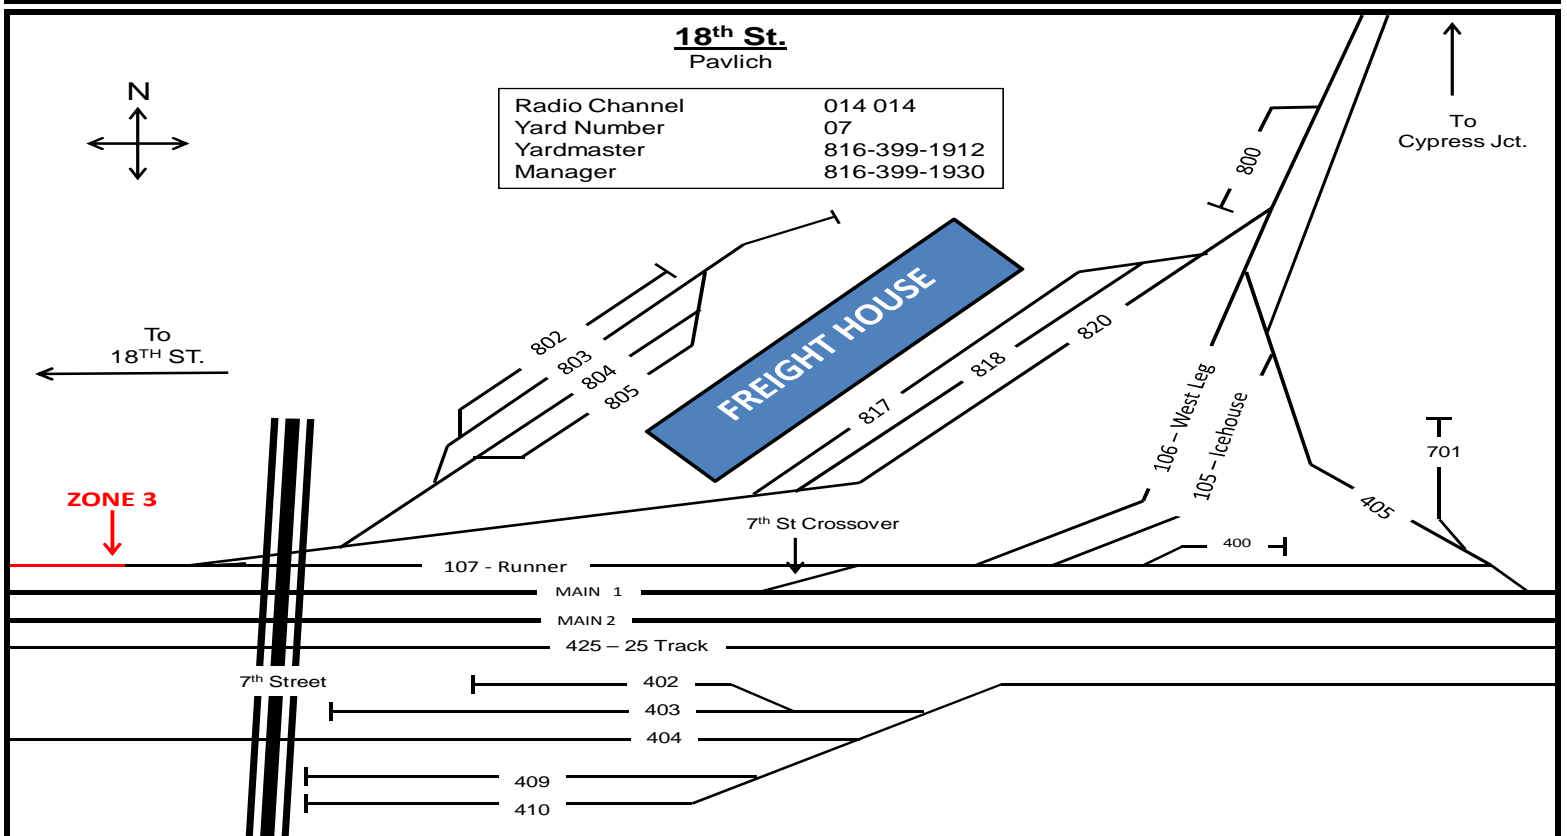 18th St.
Pavlich
N
Radio Channel 014 014
Yard Number 07
Yardmaster 816-399-1912
Manager 816-399-1930
To
Cypress Jct.
800
To
18TH ST.
802
803
804
805
FREIGHT HOUSE
817
818
820
106 – West Leg
105 – Icehouse
701
405
ZONE 3
7th St Crossover
400
107 - Runner
MAIN 1
MAIN 2
425 – 25 Track
7th Street
402
403
404
409
410